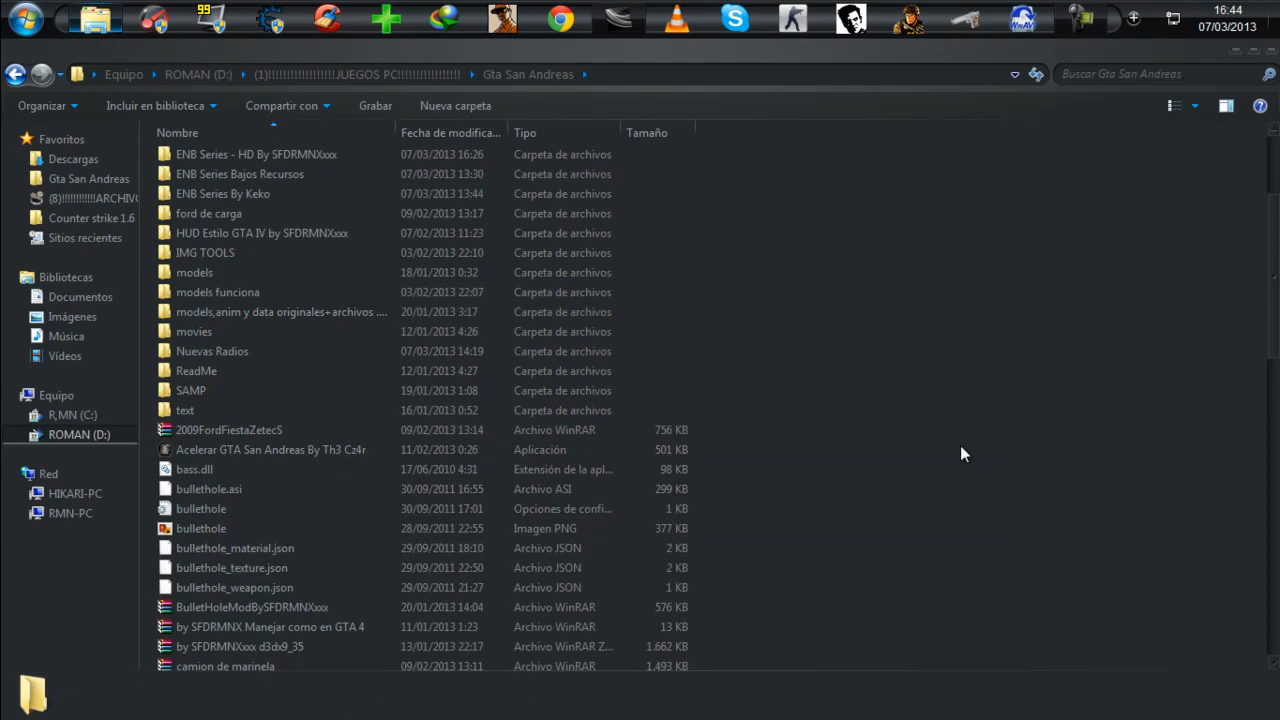 99
16:44
07/03/2013
Equipo ROMAN (D:) (1)!!!!!!!!!!!!!!!!!!!JUEGOS PC!!!!!!!!!!!!!!!!! Gta San Andreas
Buscar Gta San Andreas
Organizar Incluir en biblioteca Compartir con Grabar Nueva carpeta
Nombre Fecha de modifica... Tipo Tamaño
Favoritos
Descargas
Gta San Andreas
(8)!!!!!!!!!!!!ARCHIVO
Counter strike 1.6
Sitios recientes
Bibliotecas
Documentos
Imágenes
Música
Vídeos
Equipo
R,MN (C:)
ROMAN (D:)
Red
HIKARI-PC
RMN-PC
ENB Series - HD By SFDRMNXxxx 07/03/2013 16:26 Carpeta de archivos
ENB Series Bajos Recursos 07/03/2013 13:30 Carpeta de archivos
ENB Series By Keko 07/03/2013 13:44 Carpeta de archivos
ford de carga 09/02/2013 13:17 Carpeta de archivos
HUD Estilo GTA IV by SFDRMNXxxx 07/02/2013 11:23 Carpeta de archivos
IMG TOOLS 03/02/2013 22:10 Carpeta de archivos
models 18/01/2013 0:32 Carpeta de archivos
models funciona 03/02/2013 22:07 Carpeta de archivos
models,anim y data originales+archivos .... 20/01/2013 3:17 Carpeta de archivos
movies 12/01/2013 4:26 Carpeta de archivos
Nuevas Radios 07/03/2013 14:19 Carpeta de archivos
ReadMe 12/01/2013 4:27 Carpeta de archivos
SAMP 19/01/2013 1:08 Carpeta de archivos
text 16/01/2013 0:52 Carpeta de archivos
2009FordFiestaZetecS 09/02/2013 13:14 Archivo WinRAR 756 KB
Acelerar GTA San Andreas By Th3 Cz4r 11/02/2013 0:26 Aplicación 501 KB
bass.dll 17/06/2010 4:31 Extensión de la apl... 98 KB
bullethole.asi 30/09/2011 16:55 Archivo ASI 299 KB
bullethole 30/09/2011 17:01 Opciones de confi... 1 KB
bullethole 28/09/2011 22:55 Imagen PNG 377 KB
bullethole_material.json 29/09/2011 18:10 Archivo JSON 2 KB
bullethole_texture.json 29/09/2011 22:50 Archivo JSON 2 KB
bullethole_weapon.json 29/09/2011 21:27 Archivo JSON 1 KB
BulletHoleModBySFDRMNXxxx 20/01/2013 14:04 Archivo WinRAR 576 KB
by SFDRMNX Manejar como en GTA 4 11/01/2013 1:23 Archivo WinRAR 13 KB
by SFDRMNXxxx d3dx9_35 13/01/2013 22:17 Archivo WinRAR Z... 1.662 KB
camion de marinela 09/02/2013 13:11 Archivo WinRAR 1.493 KB